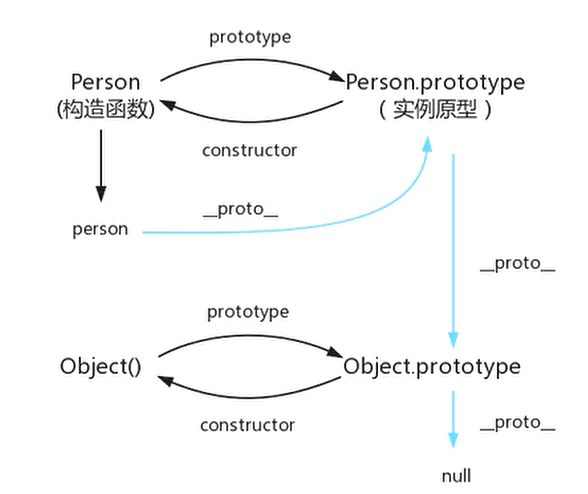 prototype
Person
(构造函数)
Person.prototype
( 实例原型 )
constructor
__proto__
person
__proto__
prototype
Object()
Object.prototype
constructor
__proto__
null